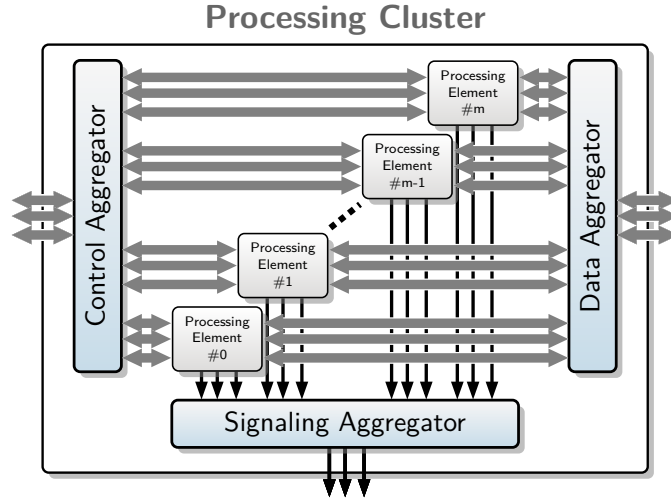 Processing Cluster
Processing
Element
#m
Processing
Element
#m-1
Processing
Element
#1
Processing
Element
#0
Control Aggregator
Data Aggregator
Signaling Aggregator